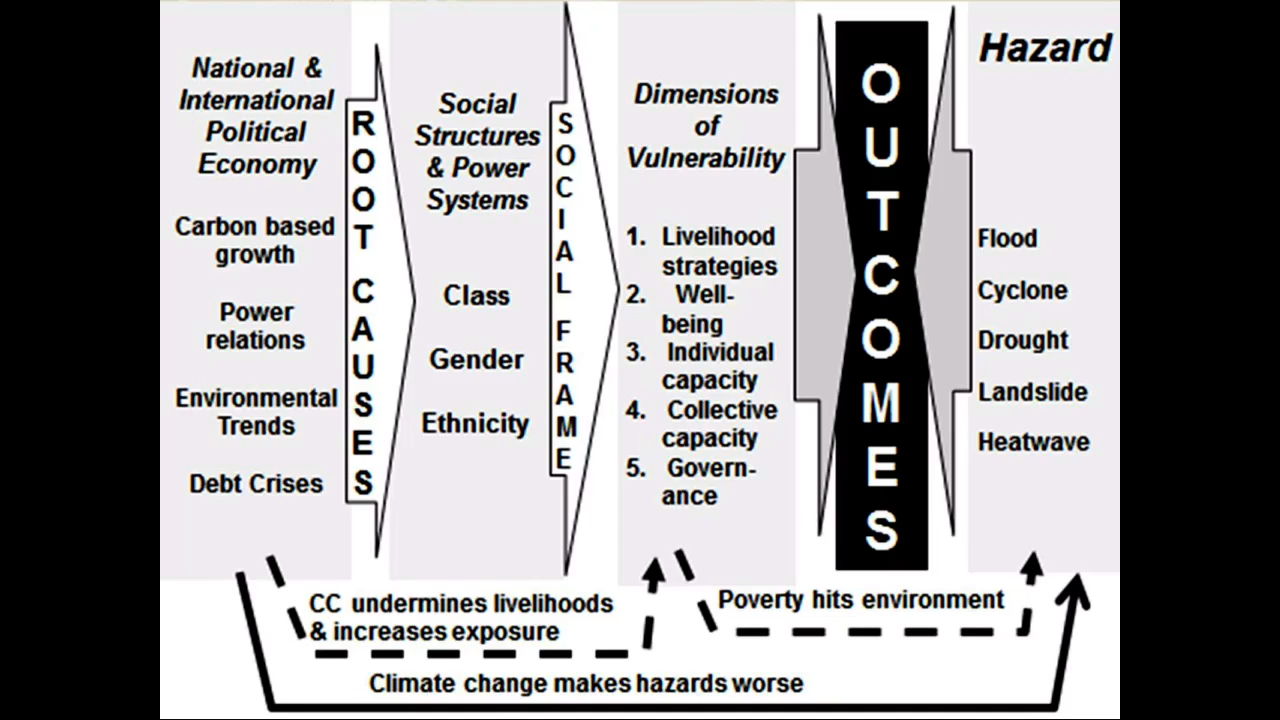 National &
International
Political
Economy
Carbon based
growth
Power
relations
Environmental
Trends
Debt Crises
ROOT CAUSES
Social
Structures
& Power
Systems
Class
Gender
Ethnicity
SOCIAL FRAME
Dimensions
of
Vulnerability
1. Livelihood
strategies
2. Well-
being
3. Individual
capacity
4. Collective
capacity
5. Govern-
ance
OUTCOMES
Hazard
Flood
Cyclone
Drought
Landslide
Heatwave
CC undermines livelihoods
& increases exposure
Poverty hits environment
Climate change makes hazards worse